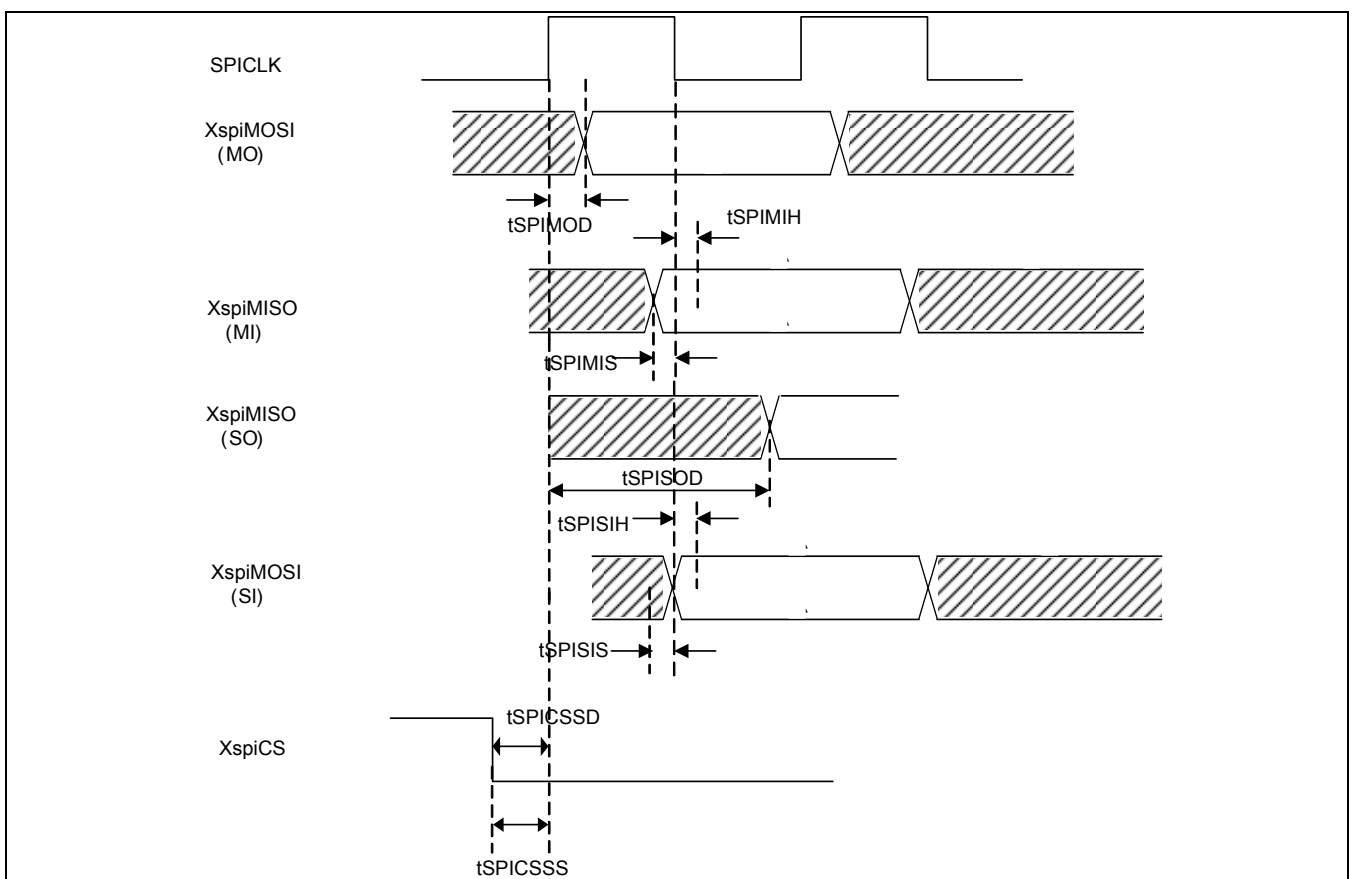 SPICLK
XspiMOSI
(MO)
tSPIMOD
tSPIMIH
XspiMISO
(MI)
tSPIMIS
XspiMISO
(SO)
tSPISOD
tSPISIH
XspiMOSI
(SI)
tSPISIS
tSPICSSD
XspiCS
tSPICSSS